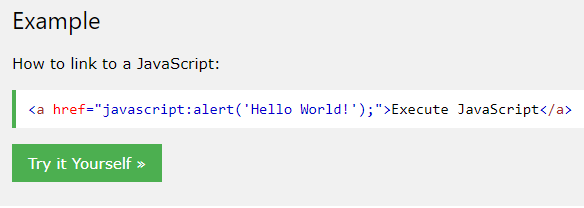 Example
How to link to a JavaScript:
<a href="javascript:alert('Hello World!');">Execute JavaScript</a>
Try it Yourself »